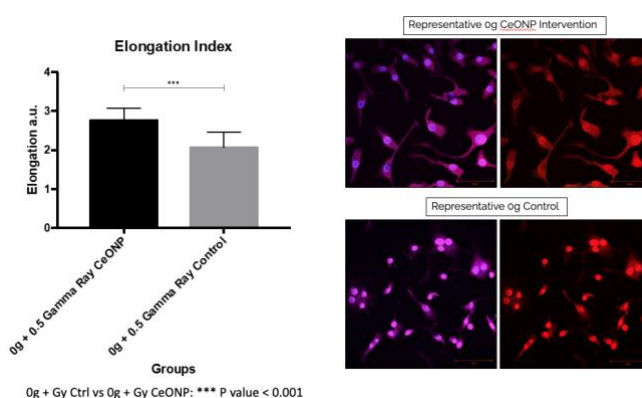 Elongation Index
***
Elongation a.u.
4
3
2
1
0
0g + 0.5 Gamma Ray CeONP
0g + 0.5 Gamma Ray Control
Groups
0g + Gy Ctrl vs 0g + Gy CeONP: *** P value < 0.001
Representative 0g CeONP Intervention
Representative 0g Control